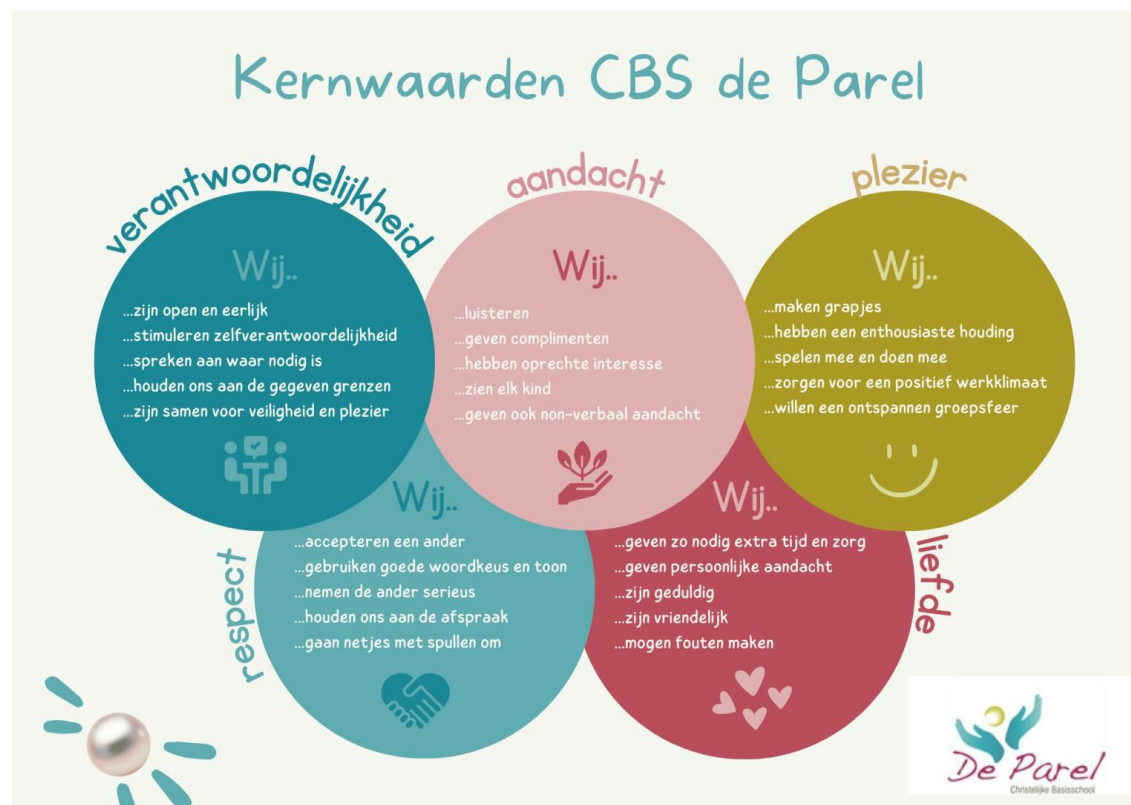 Kernwaarden CBS de Parel
verantwoordelijkheid
Wij..
...zijn open en eerlijk
...stimuleren zelfverantwoordelijkheid
...spreken aan waar nodig is
...houden ons aan de gegeven grenzen
...zijn samen voor veiligheid en plezier
aandacht
Wij..
...luisteren
...geven complimenten
...hebben oprechte interesse
...zien elk kind
...geven ook non-verbaal aandacht
plezier
Wij..
...maken grapjes
...hebben een enthousiaste houding
...spelen mee en doen mee
...zorgen voor een positief werkklimaat
...willen een ontspannen groepsfeer
respect
Wij..
...accepteren een ander
...gebruiken goede woordkeus en toon
...nemen de ander serieus
...houden ons aan de afspraak
...gaan netjes met spullen om
liefde
Wij..
...geven zo nodig extra tijd en zorg
...geven persoonlijke aandacht
...zijn geduldig
...zijn vriendelijk
...mogen fouten maken
De Parel
Christelijke Basisschool